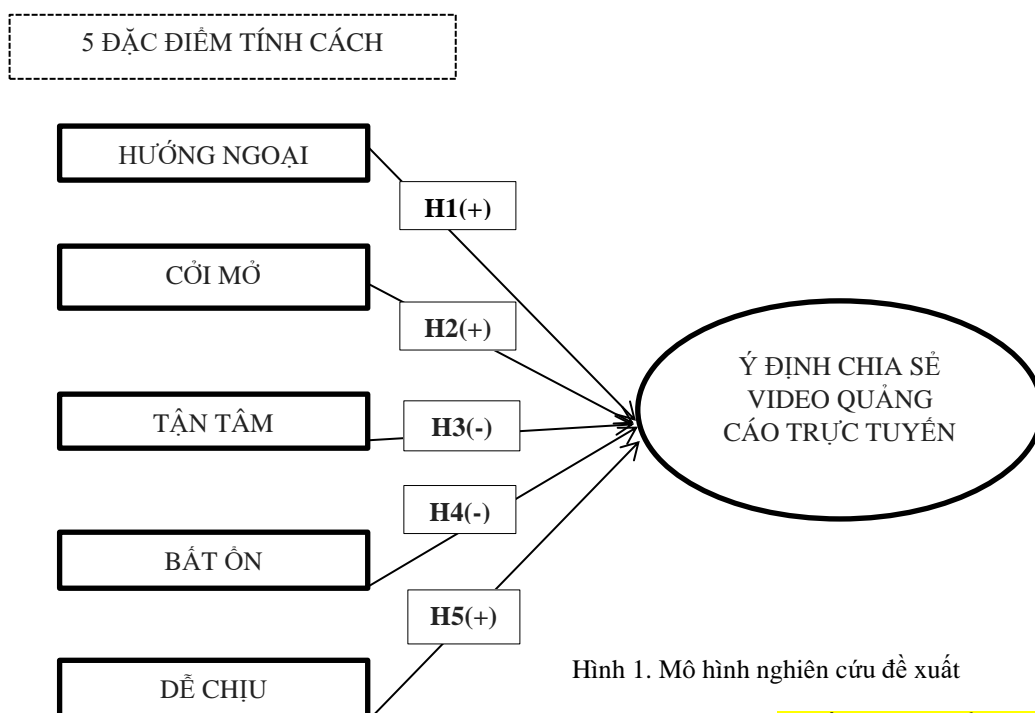 5 ĐẶC ĐIỂM TÍNH CÁCH
HƯỚNG NGOẠI
H1(+)
CỞI MỞ
H2(+)
TẬN TÂM
H3(-)
Ý ĐỊNH CHIA SẺ
VIDEO QUẢNG
CÁO TRỰC TUYẾN
H4(-)
BẤT ỔN
H5(+)
DỄ CHỊU
Hình 1. Mô hình nghiên cứu đề xuất